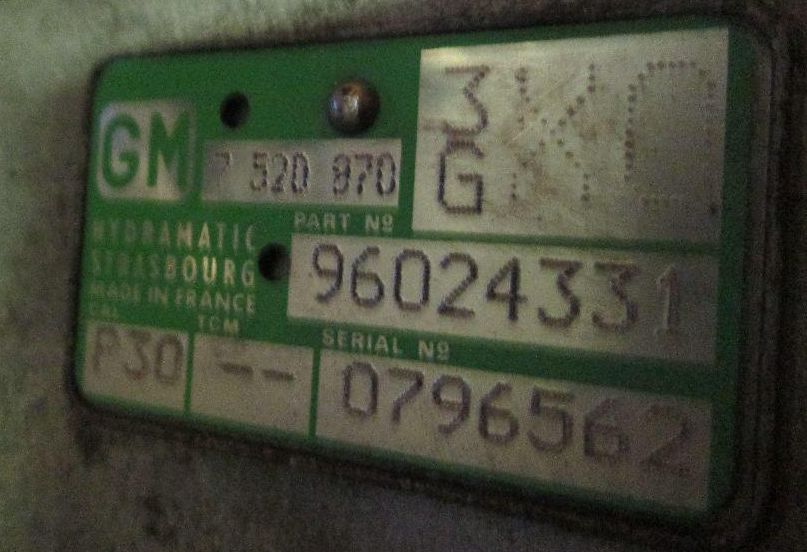 GM
7 520 870
3
G KQ
HYDRAMATIC
STRASBOURG
MADE IN FRANCE
PART Nº
96024331
CAL
TCM
P30
--
SERIAL Nº
0796562